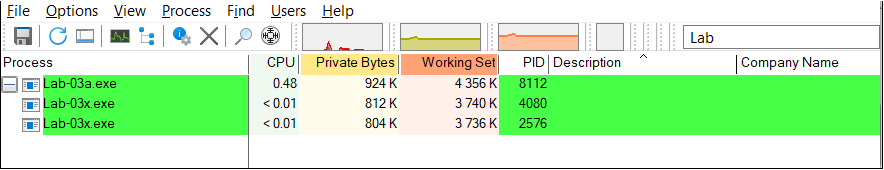 File Options View Process Find Users Help
Lab
Process CPU Private Bytes Working Set PID Description Company Name
Lab-03a.exe 0.48 924 K 4 356 K 8112
Lab-03x.exe < 0.01 812 K 3 740 K 4080
Lab-03x.exe < 0.01 804 K 3 736 K 2576